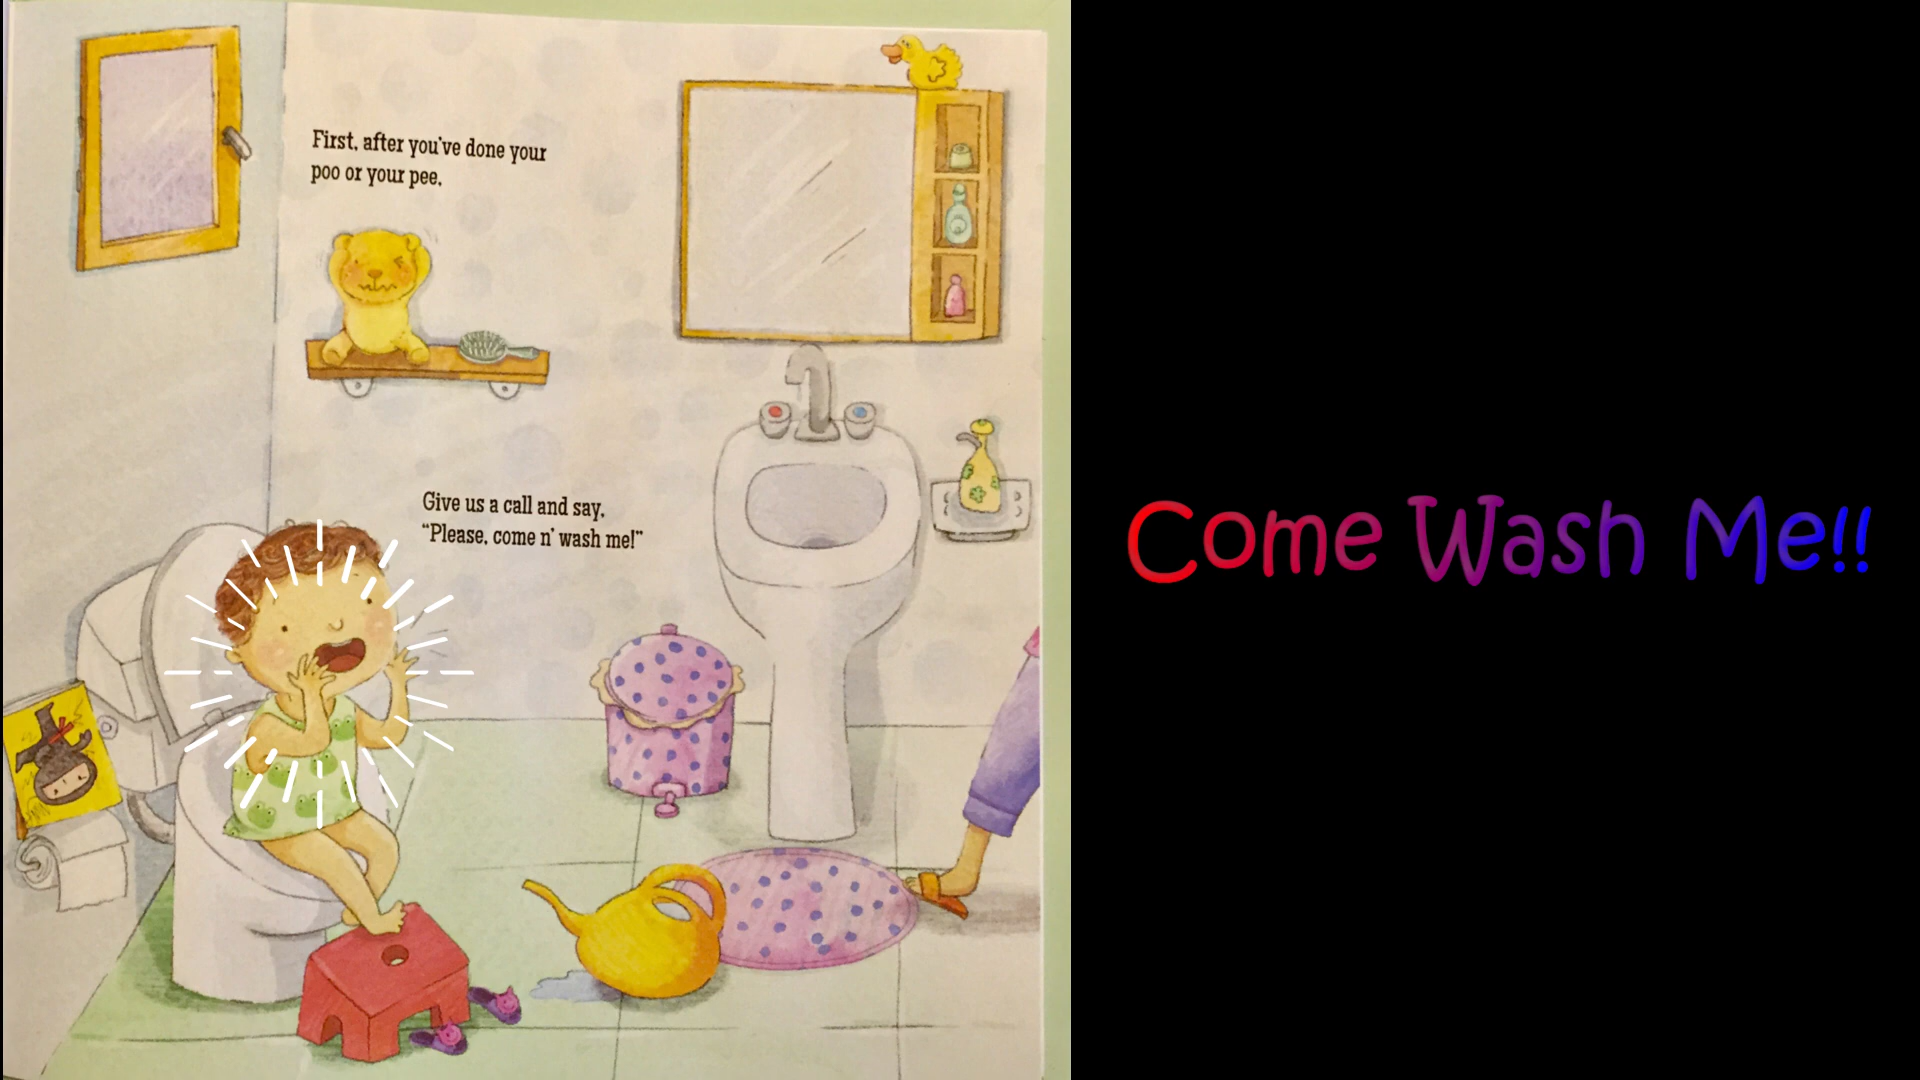 First, after you've done your
poo or your pee,
Give us a call and say,
“Please, come n' wash me!”
Come Wash Me!!